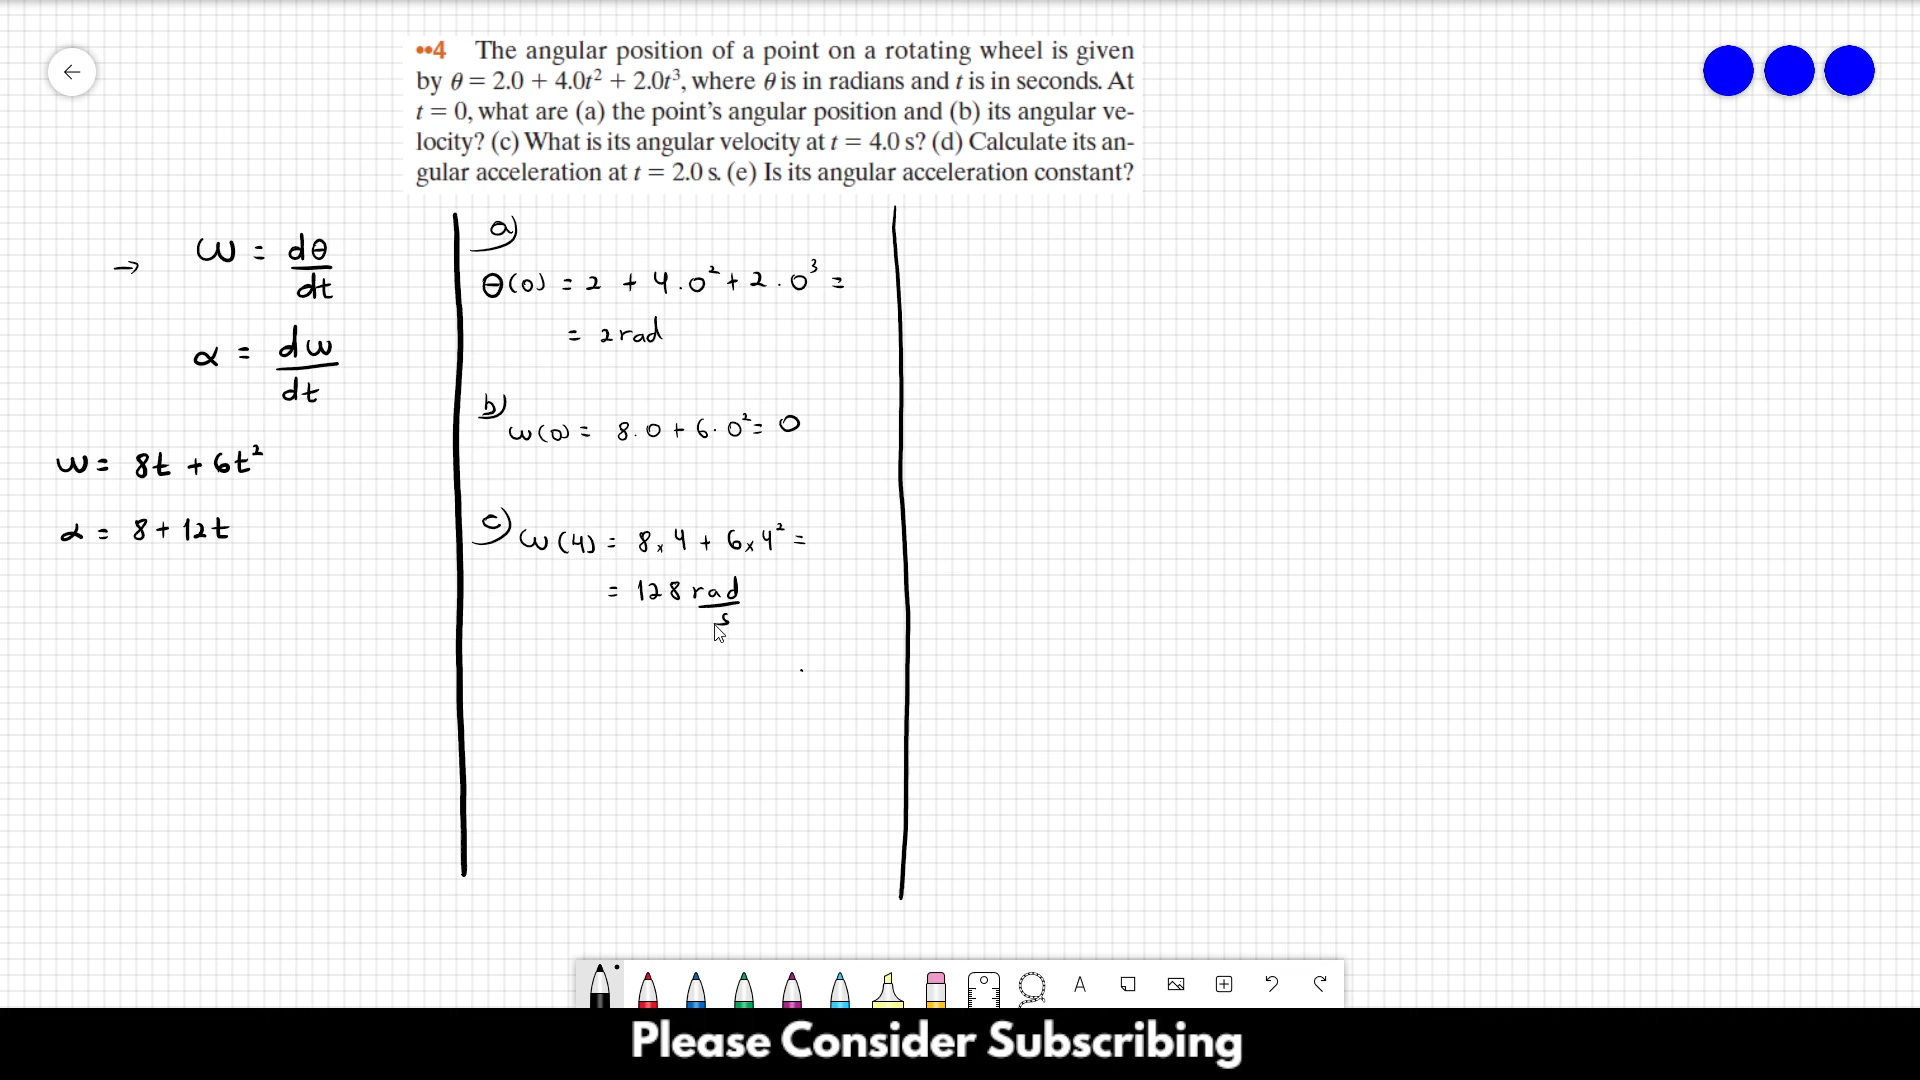 ••4 The angular position of a point on a rotating wheel is given
by θ = 2.0 + 4.0t² + 2.0t³, where θ is in radians and t is in seconds. At
t = 0, what are (a) the point's angular position and (b) its angular ve-
locity? (c) What is its angular velocity at t = 4.0 s? (d) Calculate its an-
gular acceleration at t = 2.0 s. (e) Is its angular acceleration constant?
→ ω = dθ/dt
α = dω/dt
ω = 8t + 6t²
α = 8 + 12t
a)
θ(0) = 2 + 4.0² + 2.0³ =
= 2 rad
b)
ω(0) = 8.0 + 6.0² = 0
c)
ω(4) = 8×4 + 6×4² =
= 128 rad/s
A
Please Consider Subscribing